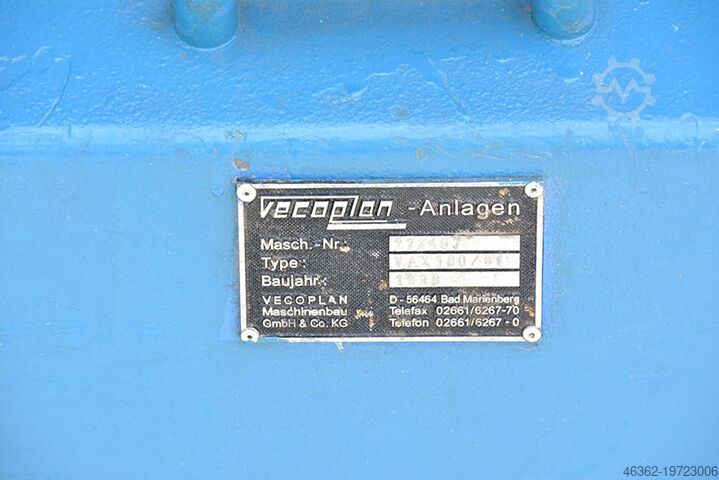 vecoplan -Anlagen
Masch.-Nr.:
Type:
Baujahr:
VECOPLAN D-56464 Bad Marienberg
Maschinenbau Telefax 02661/6267-70
GmbH & Co. KG Telefon 02661/6267-0
46362-19723006